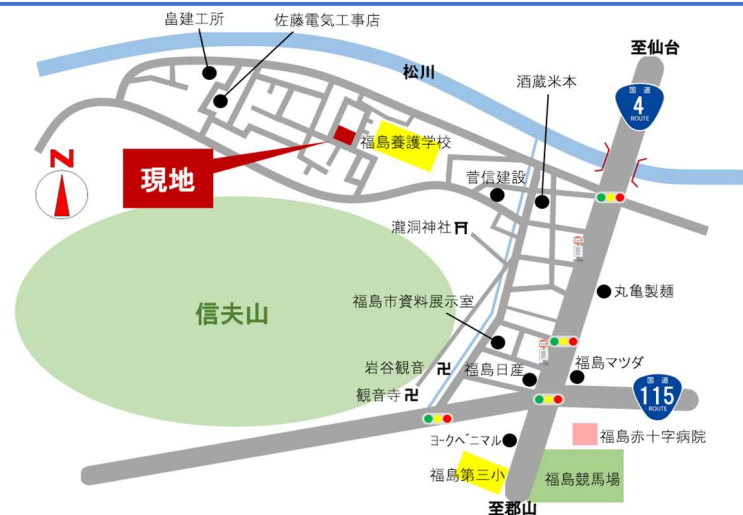 畠建工所
佐藤電気工事店
至仙台
松川
酒蔵米本
国道
4
ROUTE
福島養護学校
N
現地
菅信建設
瀧洞神社
信夫山
福島市資料展示室
丸亀製麺
岩谷観音
福島日産
福島マツダ
観音寺
国道
115
ROUTE
ヨークベニマル
福島赤十字病院
福島第三小
福島競馬場
至郡山